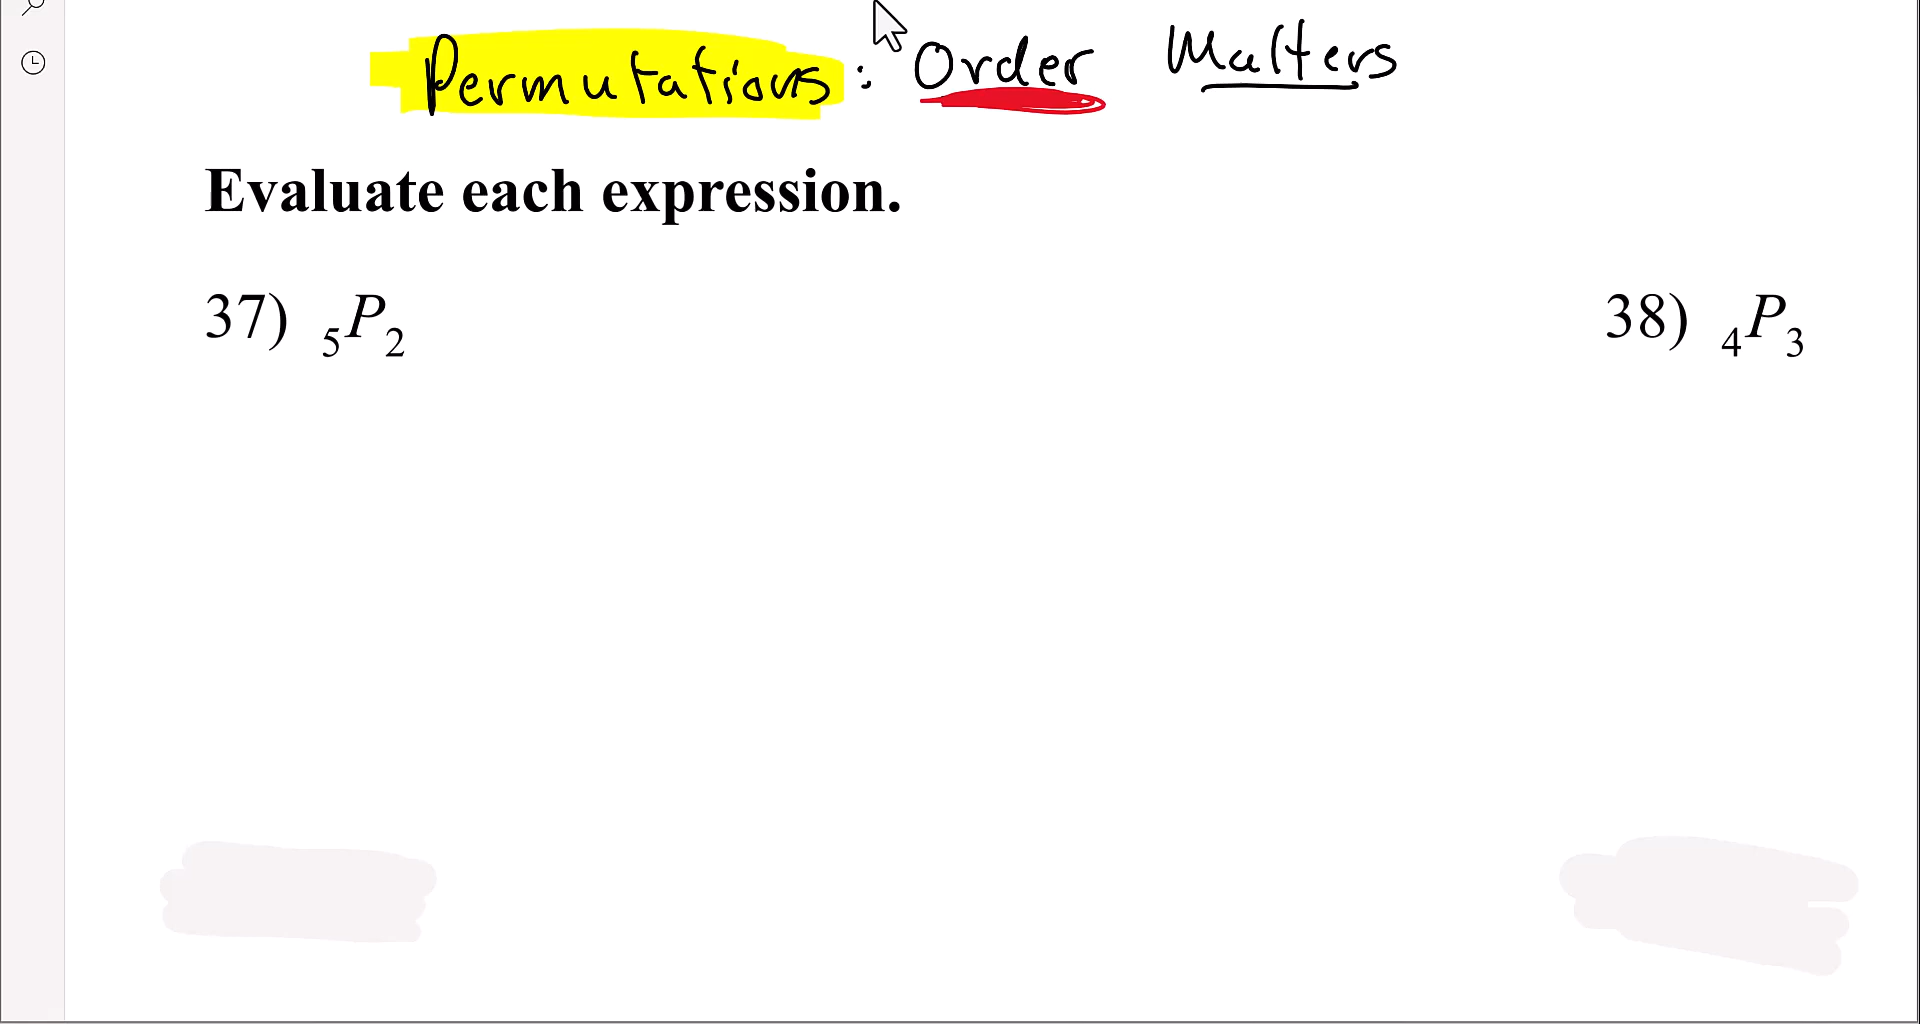 Permutations: Order Matters
Evaluate each expression.
37) ₅P₂ 38) ₄P₃